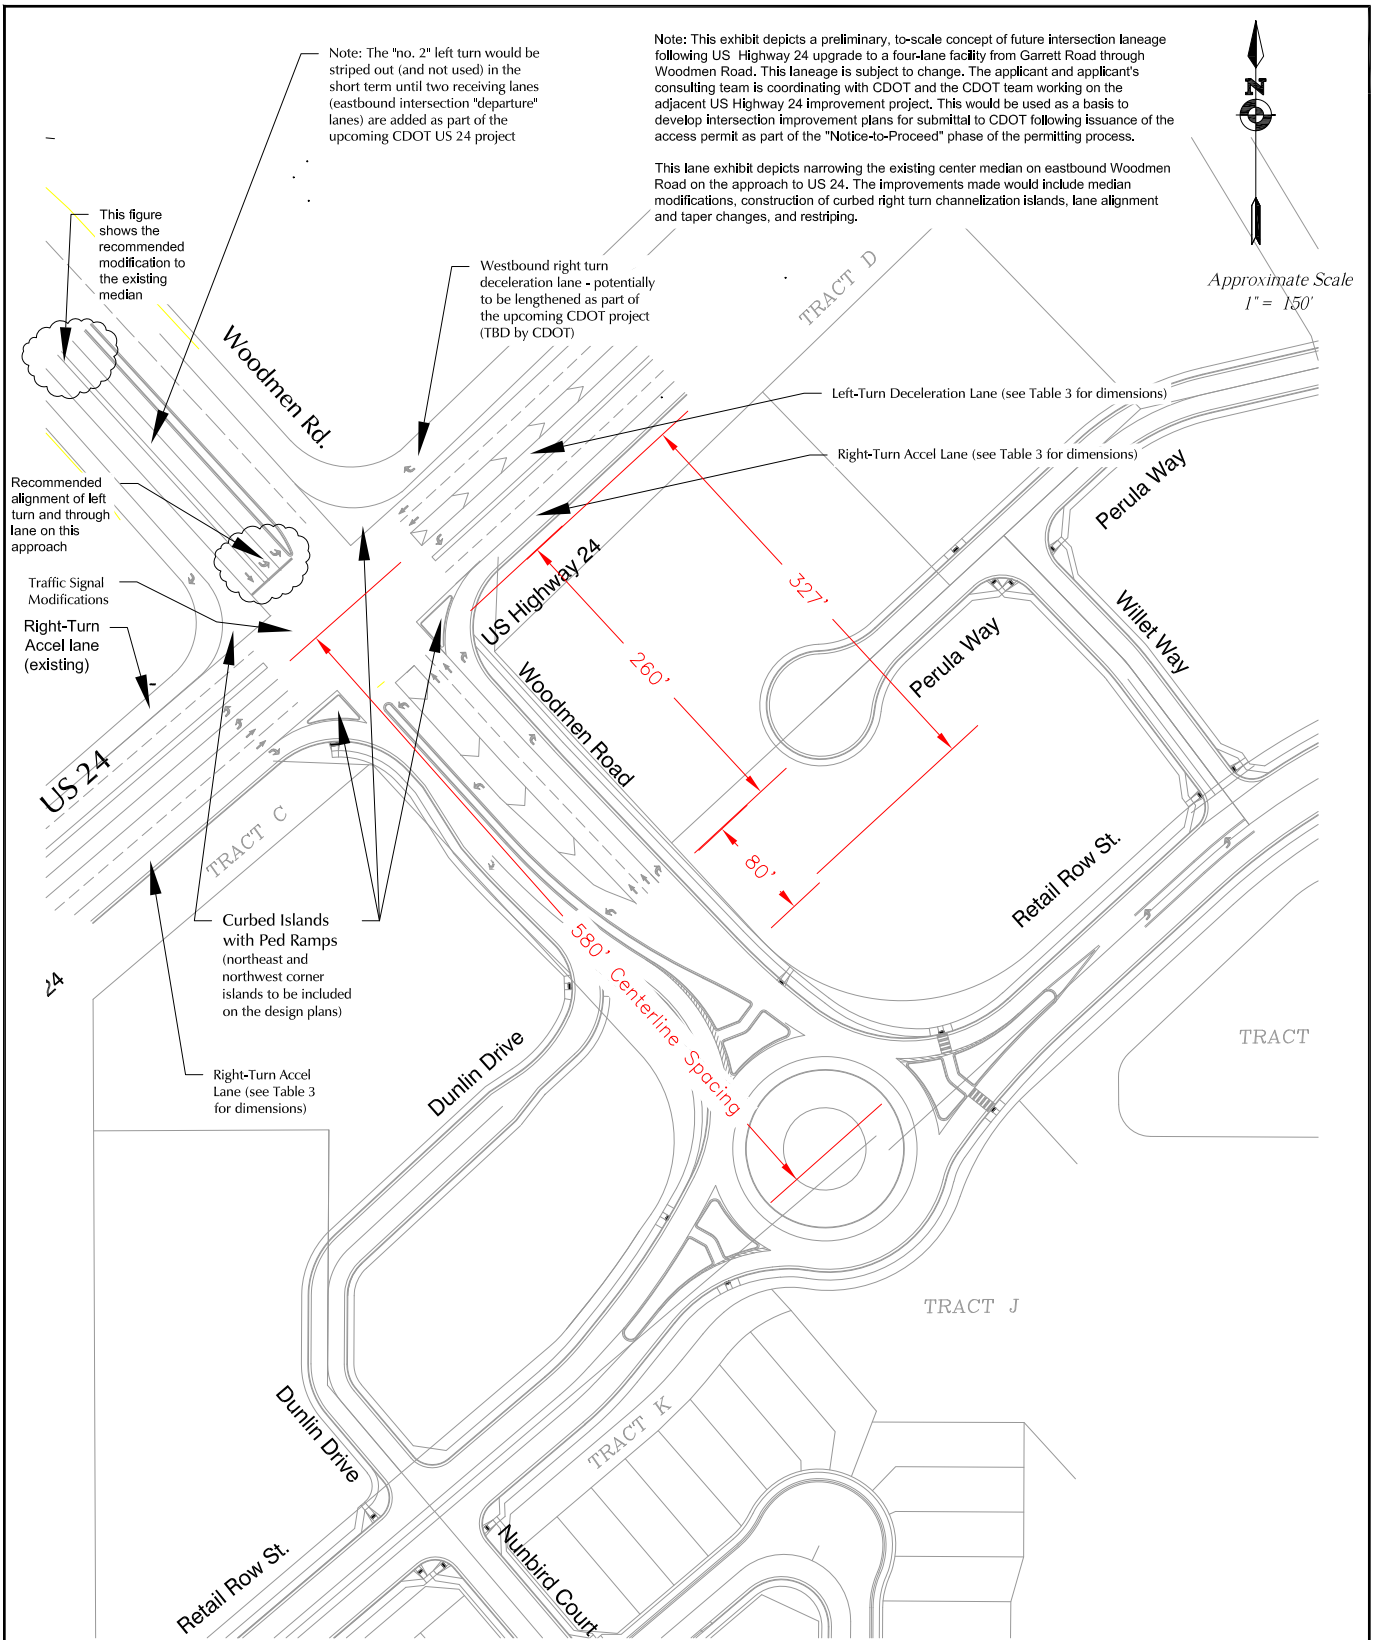 Note: The "no. 2" left turn would be
striped out (and not used) in the
short term until two receiving lanes
(eastbound intersection "departure"
lanes) are added as part of the
upcoming CDOT US 24 project
Note: This exhibit depicts a preliminary, to-scale concept of future intersection laneage
following US Highway 24 upgrade to a four-lane facility from Garrett Road through
Woodmen Road. This laneage is subject to change. The applicant and applicant's
consulting team is coordinating with CDOT and the CDOT team working on the
adjacent US Highway 24 improvement project. This would be used as a basis to
develop intersection improvement plans for submittal to CDOT following issuance of the
access permit as part of the "Notice-to-Proceed" phase of the permitting process.
This lane exhibit depicts narrowing the existing center median on eastbound Woodmen
Road on the approach to US 24. The improvements made would include median
modifications, construction of curbed right turn channelization islands, lane alignment
and taper changes, and restriping.
N
Approximate Scale
1" = 150'
This figure
shows the
recommended
modification to
the existing
median
Westbound right turn
deceleration lane - potentially
to be lengthened as part of
the upcoming CDOT project
(TBD by CDOT)
TRACT D
Woodmen Rd.
Left-Turn Deceleration Lane (see Table 3 for dimensions)
Right-Turn Accel Lane (see Table 3 for dimensions)
Perula Way
Recommended
alignment of left
turn and through
lane on this
approach
Traffic Signal
Modifications
Right-Turn
Accel lane
(existing)
US Highway 24
327'
260'
Willet Way
Perula Way
Woodmen Road
US 24
TRACT C
80'
Retail Row St.
Curbed Islands
with Ped Ramps
(northeast and
northwest corner
islands to be included
on the design plans)
580' Centerline Spacing
24
TRACT
Dunlin Drive
Right-Turn Accel
Lane (see Table 3
for dimensions)
TRACT J
Dunlin Drive
TRACT K
Nunbird Court
Retail Row St.